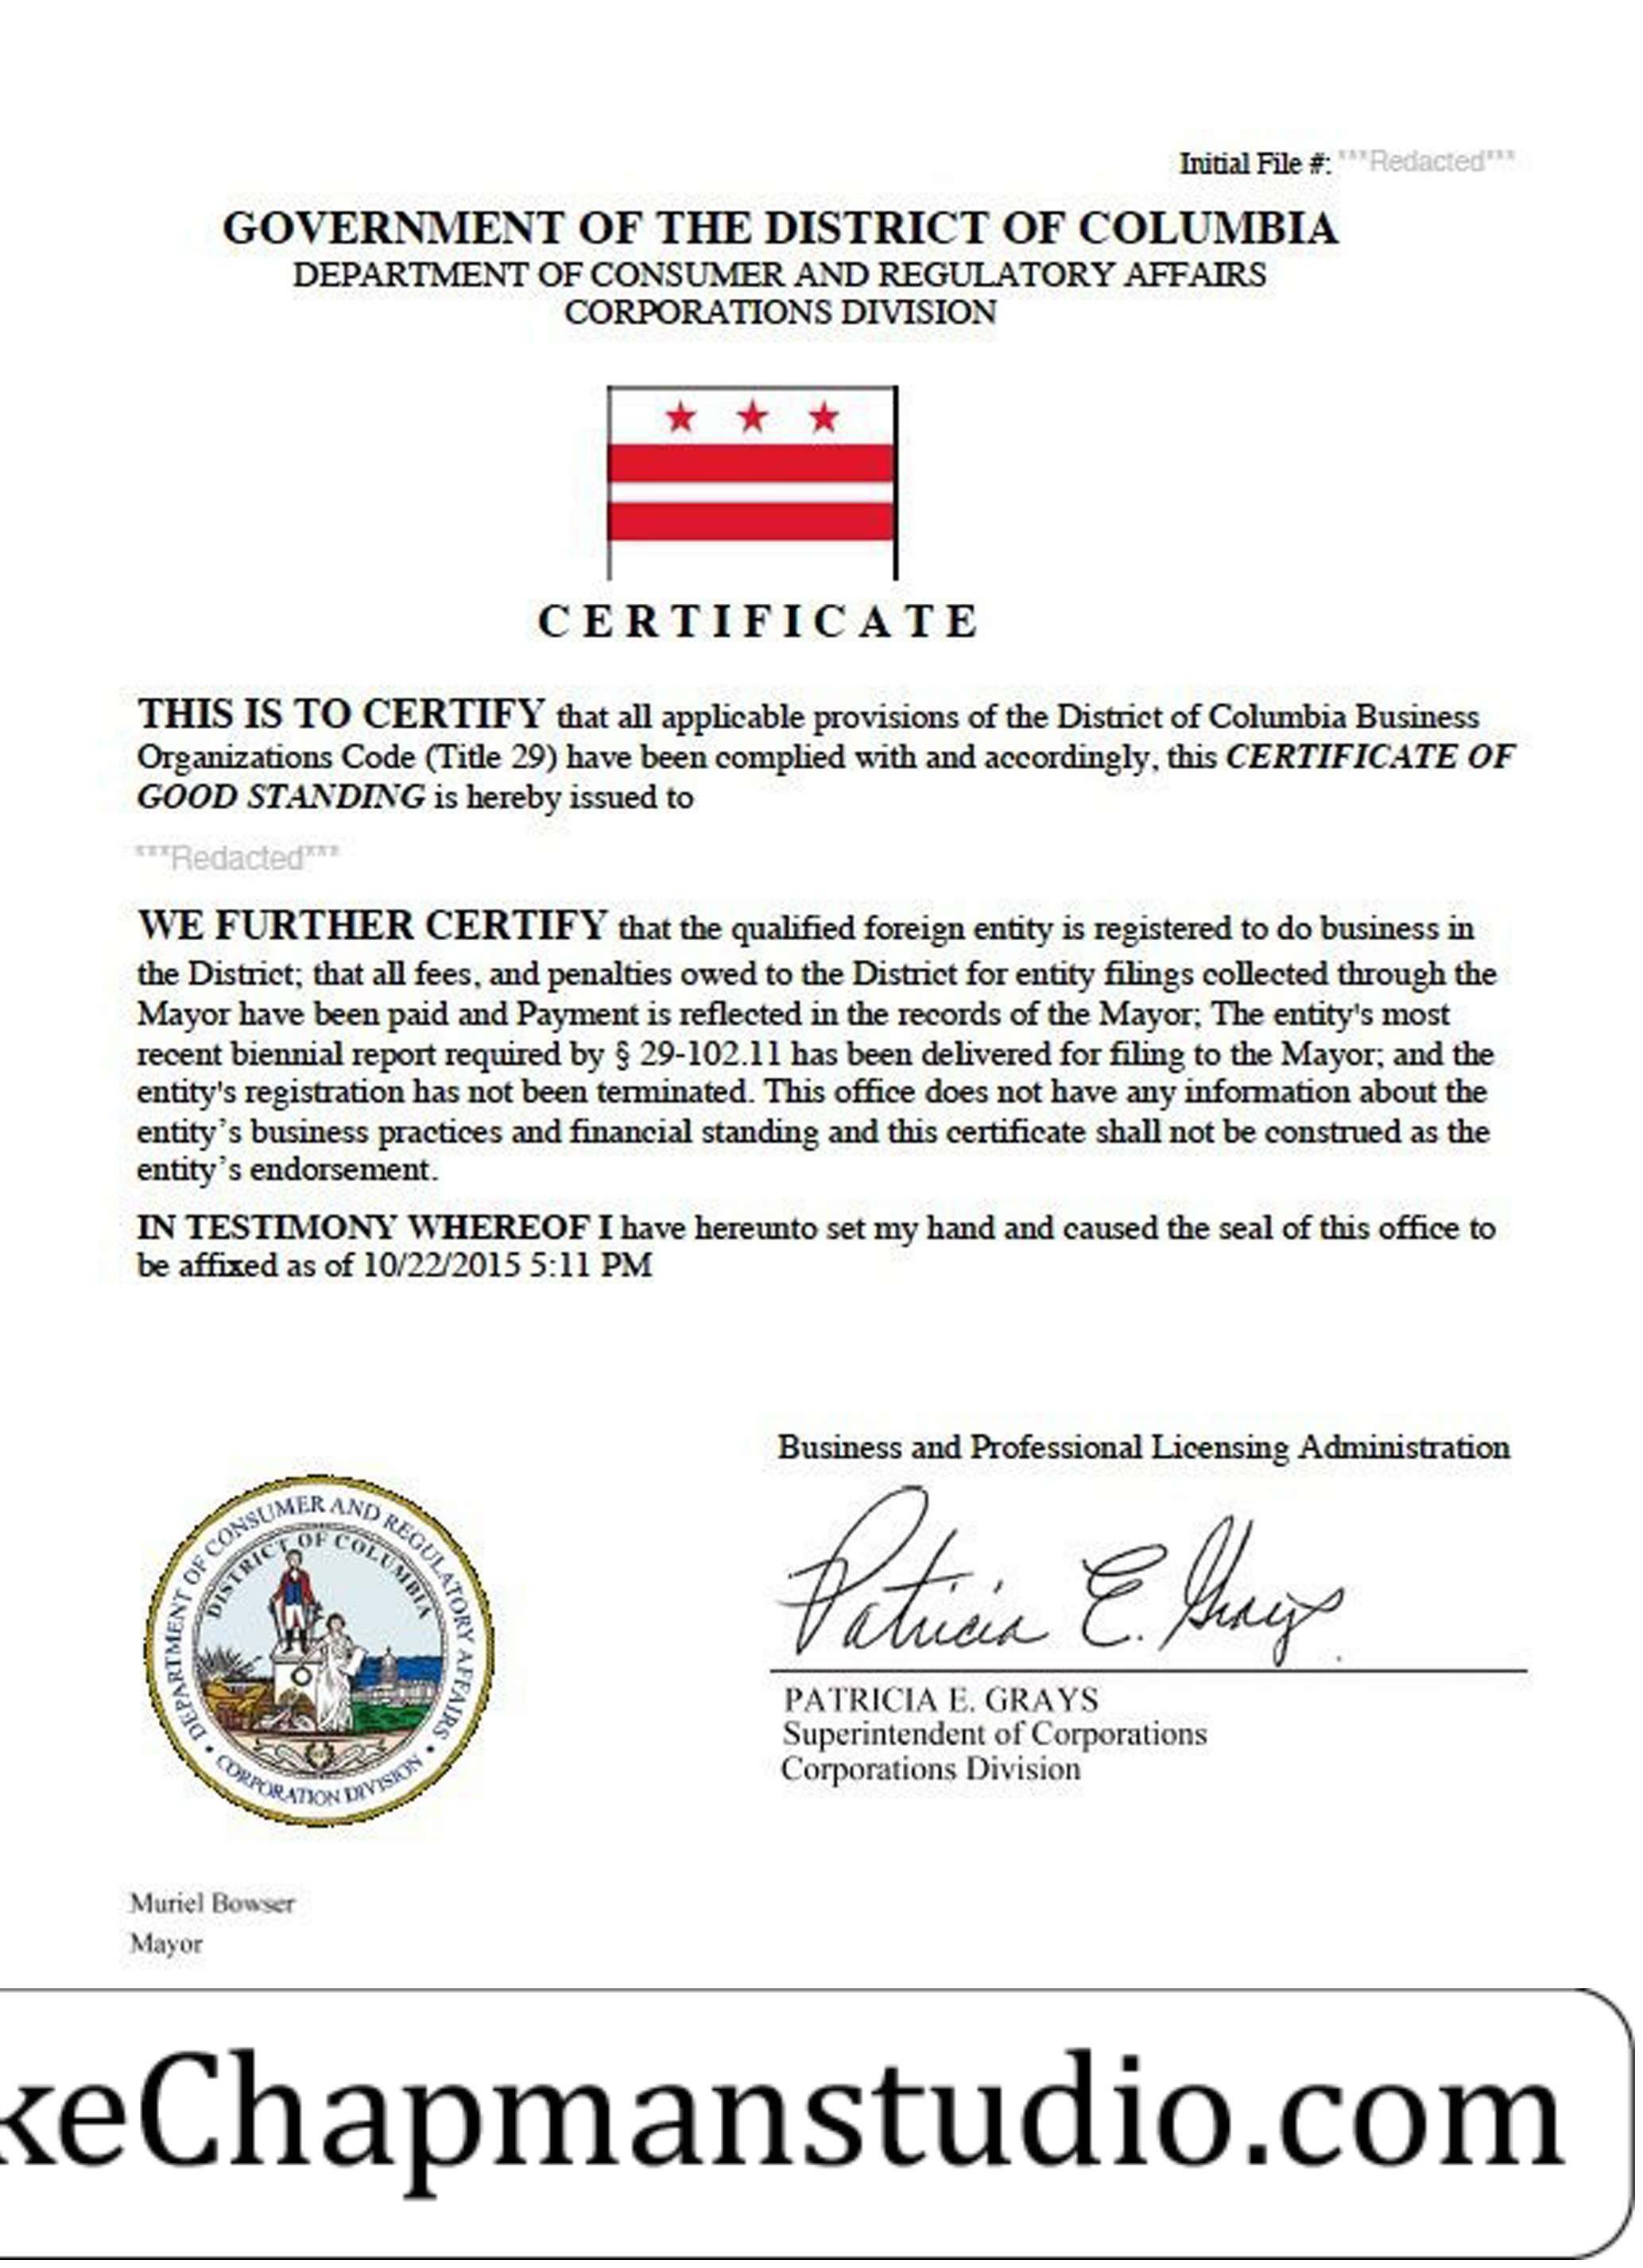 Initial File #: ***Redacted***
GOVERNMENT OF THE DISTRICT OF COLUMBIA
DEPARTMENT OF CONSUMER AND REGULATORY AFFAIRS
CORPORATIONS DIVISION
CERTIFICATE
THIS IS TO CERTIFY that all applicable provisions of the District of Columbia Business
Organizations Code (Title 29) have been complied with and accordingly, this CERTIFICATE OF
GOOD STANDING is hereby issued to
***Redacted***
WE FURTHER CERTIFY that the qualified foreign entity is registered to do business in
the District; that all fees, and penalties owed to the District for entity filings collected through the
Mayor have been paid and Payment is reflected in the records of the Mayor; The entity's most
recent biennial report required by § 29-102.11 has been delivered for filing to the Mayor; and the
entity's registration has not been terminated. This office does not have any information about the
entity’s business practices and financial standing and this certificate shall not be construed as the
entity’s endorsement.
IN TESTIMONY WHEREOF I have hereunto set my hand and caused the seal of this office to
be affixed as of 10/22/2015 5:11 PM
Business and Professional Licensing Administration
Patricia E. Grays
PATRICIA E. GRAYS
Superintendent of Corporations
Corporations Division
DEPARTMENT OF CONSUMER AND REGULATORY AFFAIRS
DISTRICT OF COLUMBIA
• CORPORATION DIVISION •
Muriel Bowser
Mayor
keChapmanstudio.com